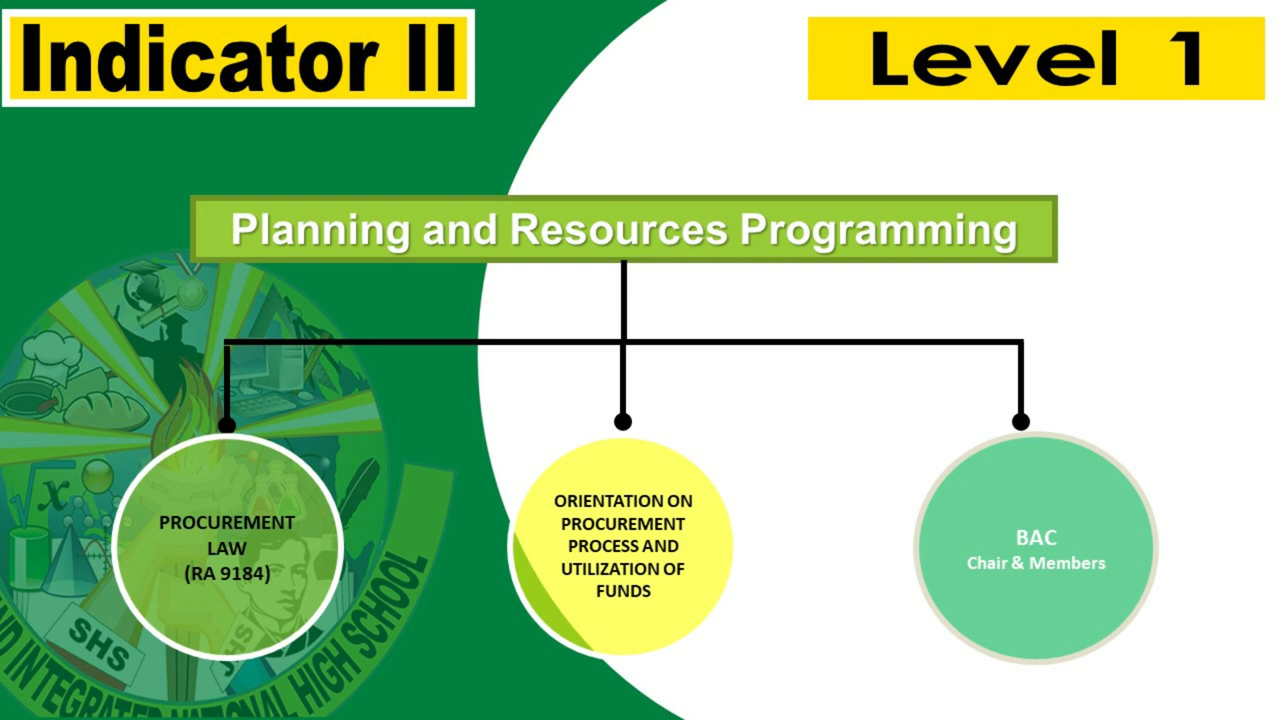 Indicator II
Level 1
Planning and Resources Programming
PROCUREMENT
LAW
(RA 9184)
ORIENTATION ON
PROCUREMENT
PROCESS AND
UTILIZATION OF
FUNDS
BAC
Chair & Members
x
SHS
JHS
INTEGRATED NATIONAL HIGH SCHOOL